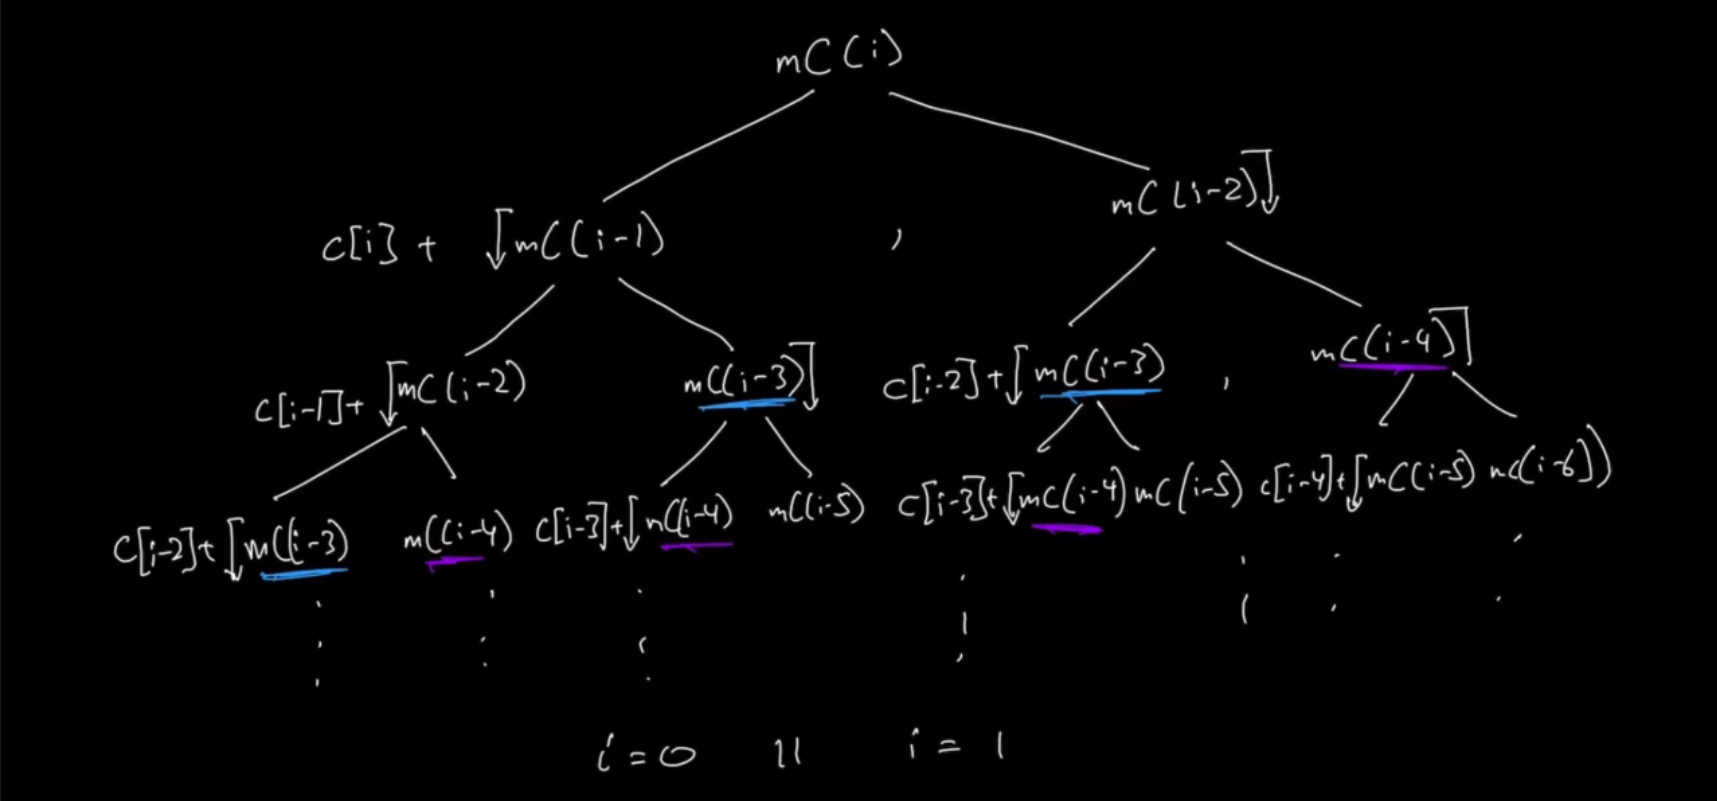 mC(i)
c[i] + ↓mC(i-1) , mC(i-2)↓
c[i-1]+ ↓mC(i-2) mC(i-3)↓ c[i-2]+↓mC(i-3) , mC(i-4)
c[i-2]+↓mC(i-3) mC(i-4) c[i-3]+↓mC(i-4) mC(i-5) c[i-3]+↓mC(i-4) mC(i-5) c[i-4]+↓mC(i-5) mC(i-6))
i=0 || i=1